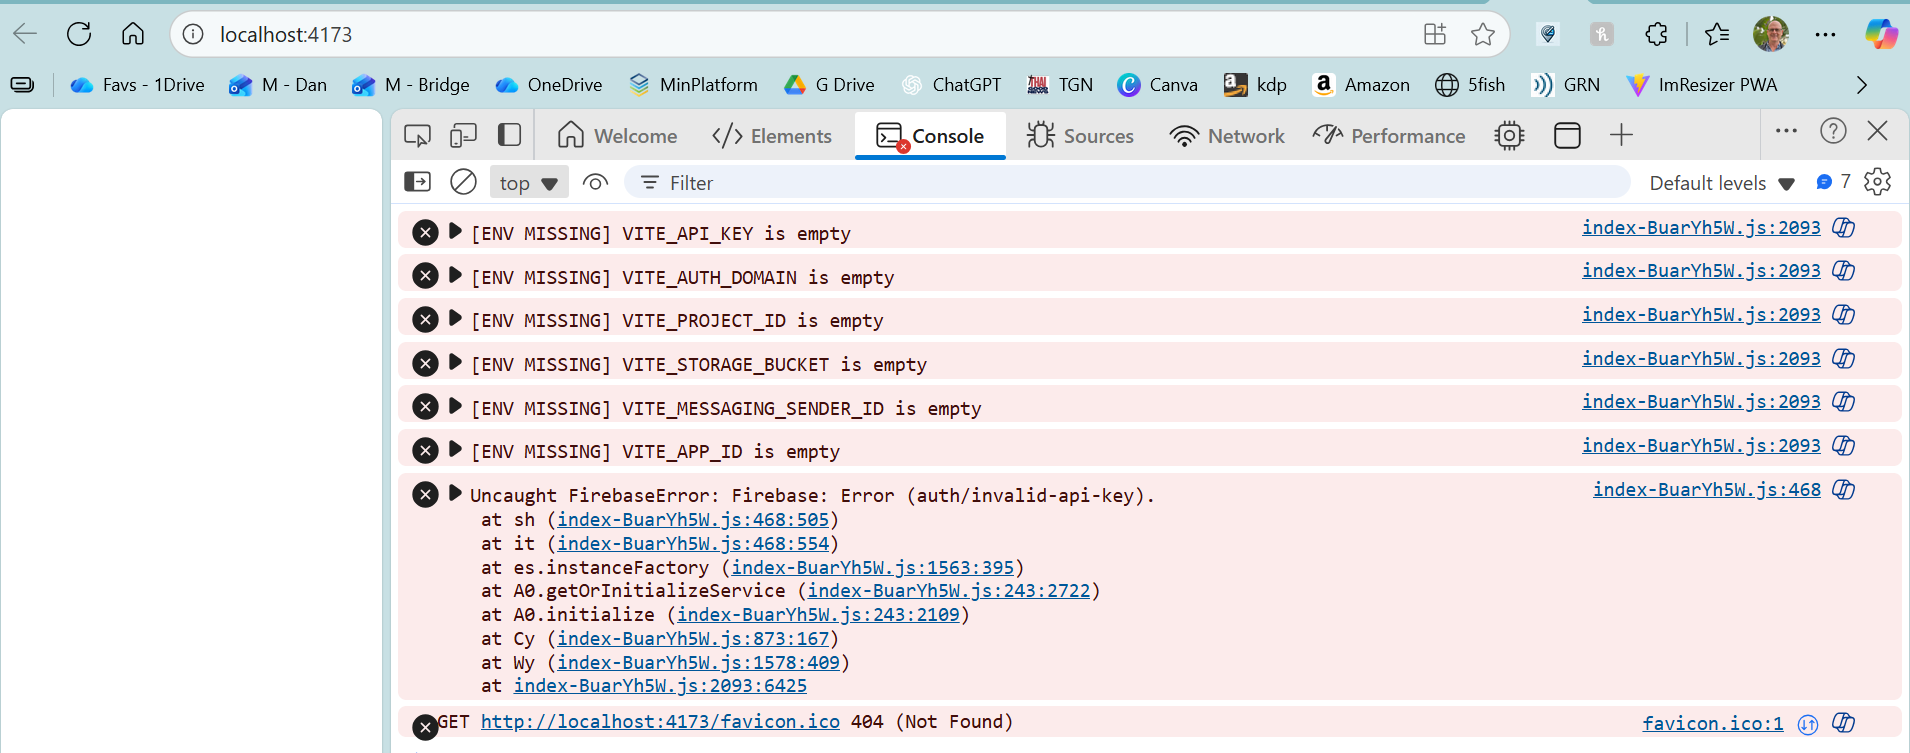 localhost:4173
Favs - 1Drive M - Dan M - Bridge OneDrive MinPlatform G Drive ChatGPT TGN Canva kdp Amazon 5fish GRN ImResizer PWA
Welcome Elements Console Sources Network Performance
top Filter Default levels 7
[ENV MISSING] VITE_API_KEY is empty index-BuarYh5W.js:2093
[ENV MISSING] VITE_AUTH_DOMAIN is empty index-BuarYh5W.js:2093
[ENV MISSING] VITE_PROJECT_ID is empty index-BuarYh5W.js:2093
[ENV MISSING] VITE_STORAGE_BUCKET is empty index-BuarYh5W.js:2093
[ENV MISSING] VITE_MESSAGING_SENDER_ID is empty index-BuarYh5W.js:2093
[ENV MISSING] VITE_APP_ID is empty index-BuarYh5W.js:2093
Uncaught FirebaseError: Firebase: Error (auth/invalid-api-key). index-BuarYh5W.js:468
at sh (index-BuarYh5W.js:468:505)
at it (index-BuarYh5W.js:468:554)
at es.instanceFactory (index-BuarYh5W.js:1563:395)
at A0.getOrInitializeService (index-BuarYh5W.js:243:2722)
at A0.initialize (index-BuarYh5W.js:243:2109)
at Cy (index-BuarYh5W.js:873:167)
at Wy (index-BuarYh5W.js:1578:409)
at index-BuarYh5W.js:2093:6425
GET http://localhost:4173/favicon.ico 404 (Not Found) favicon.ico:1